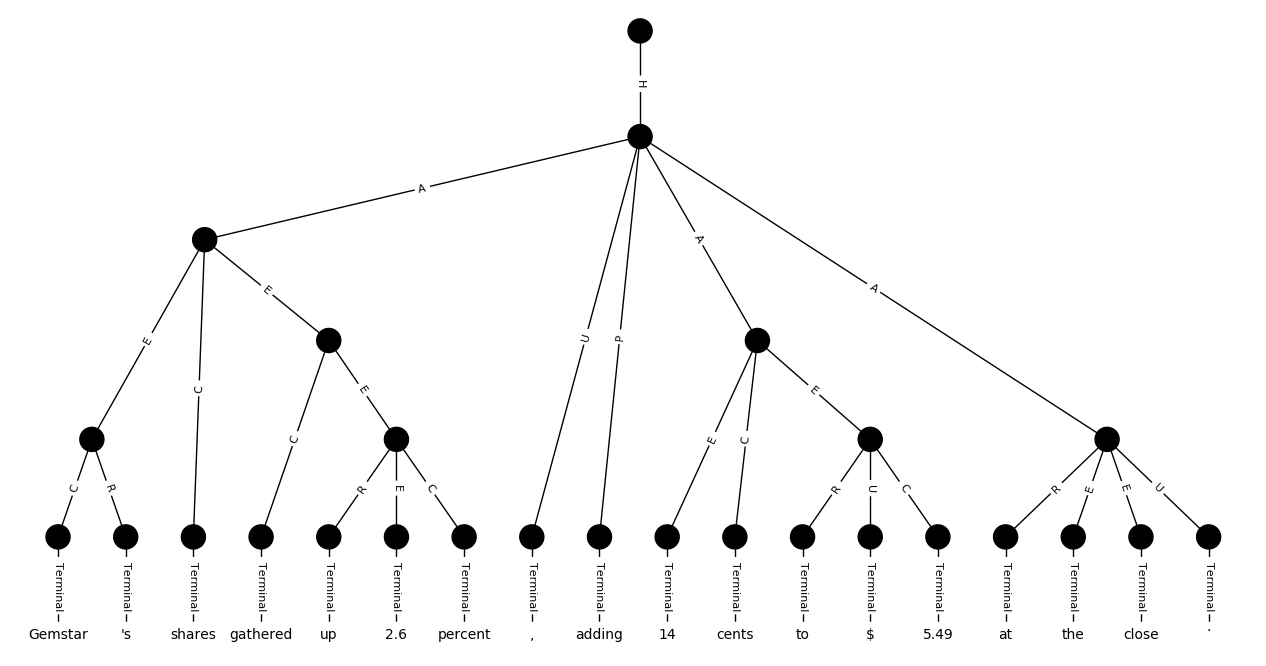 H
A
U
P
A
A
E
C
E
C
E
E
C
E
C
R
R
E
C
R
U
C
R
E
E
U
Terminal Terminal Terminal Terminal Terminal Terminal Terminal Terminal Terminal Terminal Terminal Terminal Terminal Terminal Terminal Terminal Terminal Terminal
Gemstar 's shares gathered up 2.6 percent , adding 14 cents to $ 5.49 at the close .